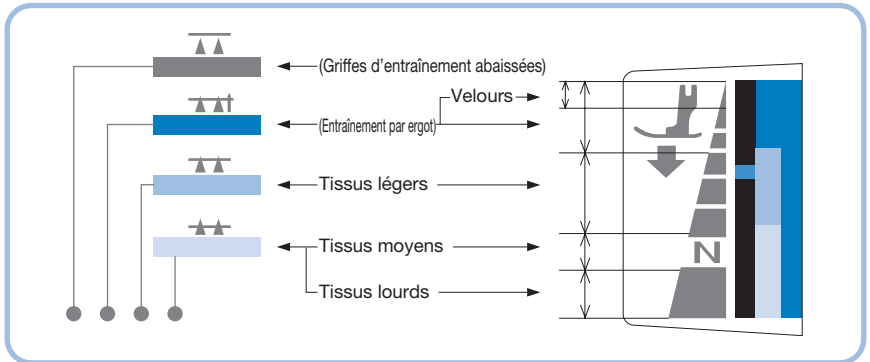 (Griffes d'entraînement abaissées)
Velours
(Entraînement par ergot)
Tissus légers
Tissus moyens
N
Tissus lourds